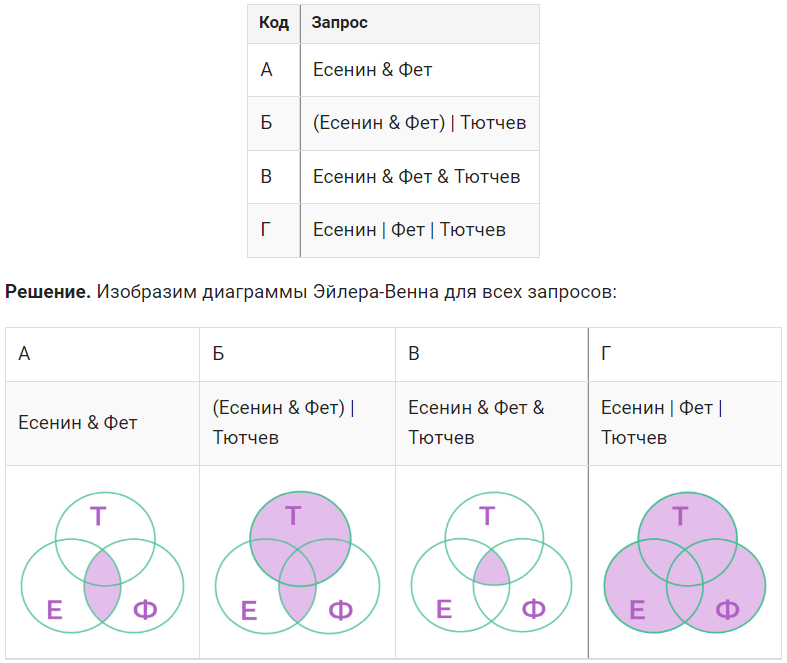 Код Запрос
А Есенин & Фет
Б (Есенин & Фет) | Тютчев
В Есенин & Фет & Тютчев
Г Есенин | Фет | Тютчев
Решение. Изобразим диаграммы Эйлера-Венна для всех запросов:
А Б В Г
Есенин & Фет
(Есенин & Фет) |
Тютчев
Есенин & Фет &
Тютчев
Есенин | Фет |
Тютчев
Т Т Т Т
Е Ф Е Ф Е Ф Е Ф